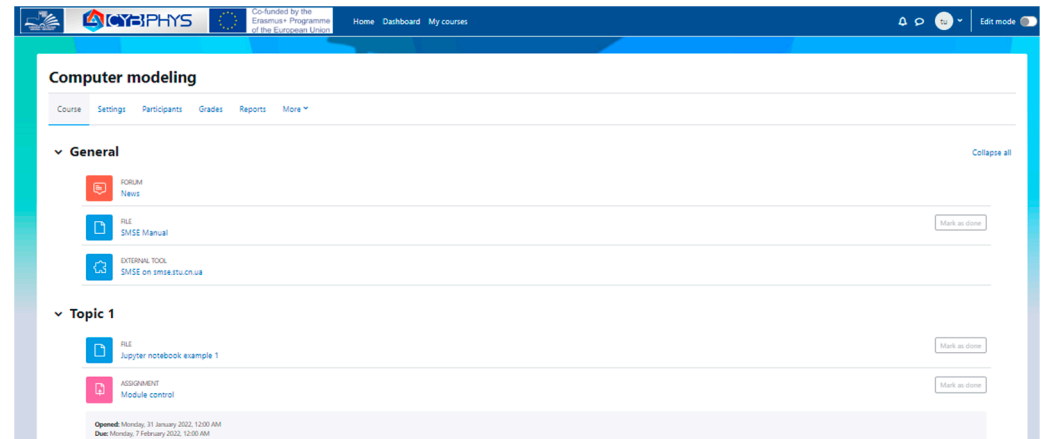 CYBPHYS
Co-funded by the
Erasmus+ Programme
of the European Union
Home Dashboard My courses
Edit mode
Computer modeling
Course Settings Participants Grades Reports More
General
Collapse all
FORUM
News
FILE
SMSE Manual
Mark as done
EXTERNAL TOOL
SMSE on smse.stu.cn.ua
Topic 1
FILE
Jupyter notebook example 1
Mark as done
ASSIGNMENT
Module control
Mark as done
Opened: Monday, 31 January 2022, 12:00 AM
Due: Monday, 7 February 2022, 12:00 AM